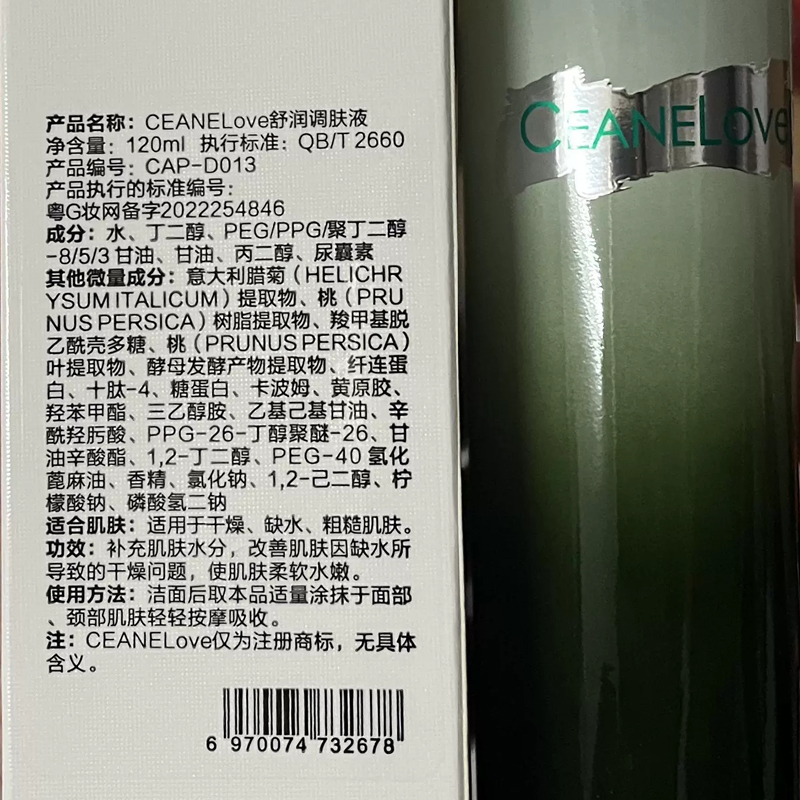 产品名称：CEANELove舒润调肤液
净含量：120ml 执行标准：QB/T 2660
产品编号：CAP-D013
产品执行的标准编号：
粤G妆网备字2022254846
成分：水、丁二醇、PEG/PPG/聚丁二醇
-8/5/3 甘油、甘油、丙二醇、尿囊素
其他微量成分：意大利腊菊（HELICHR
YSUM ITALICUM）提取物、桃（PRU
NUS PERSICA）树脂提取物、羧甲基脱
乙酰壳多糖、桃（PRUNUS PERSICA）
叶提取物、酵母发酵产物提取物、纤连蛋
白、十肽-4、糖蛋白、卡波姆、黄原胶、
羟苯甲酯、三乙醇胺、乙基己基甘油、辛
酰羟肟酸、PPG-26-丁醇聚醚-26、甘
油辛酸酯、1,2-丁二醇、PEG-40 氢化
蓖麻油、香精、氯化钠、1,2-己二醇、柠
檬酸钠、磷酸氢二钠
适合肌肤：适用于干燥、缺水、粗糙肌肤。
功效：补充肌肤水分，改善肌肤因缺水所
导致的干燥问题，使肌肤柔软水嫩。
使用方法：洁面后取本品适量涂抹于面部
、颈部肌肤轻轻按摩吸收。
注：CEANELove仅为注册商标，无具体
含义。
6 970074 732678
CEANELove